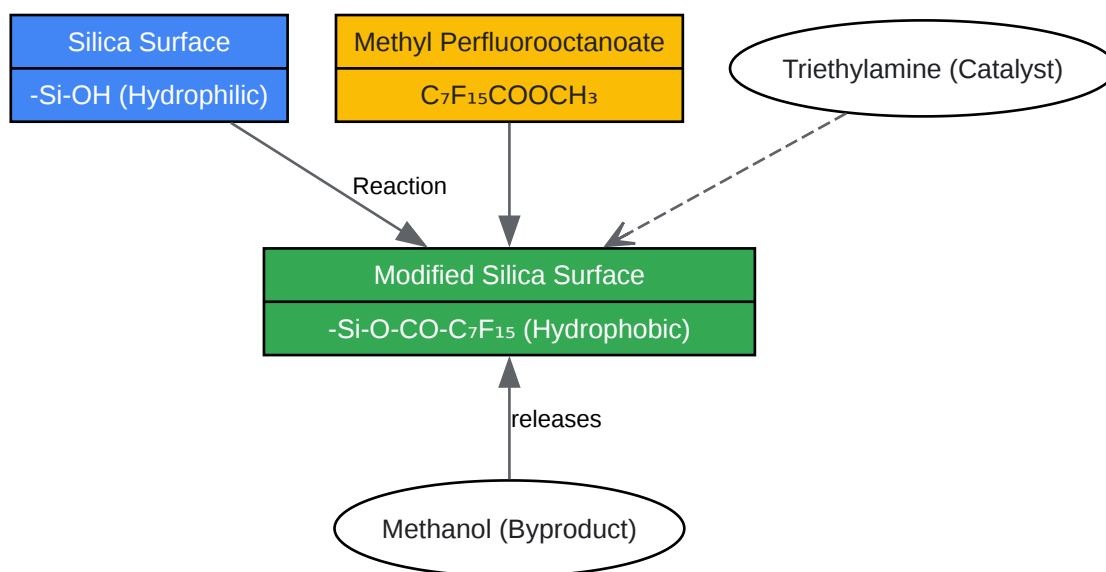 Silica Surface
-Si-OH (Hydrophilic)
Methyl Perfluorooctanoate
C₇F₁₅COOCH₃
Triethylamine (Catalyst)
Reaction
Modified Silica Surface
-Si-O-CO-C₇F₁₅ (Hydrophobic)
releases
Methanol (Byproduct)